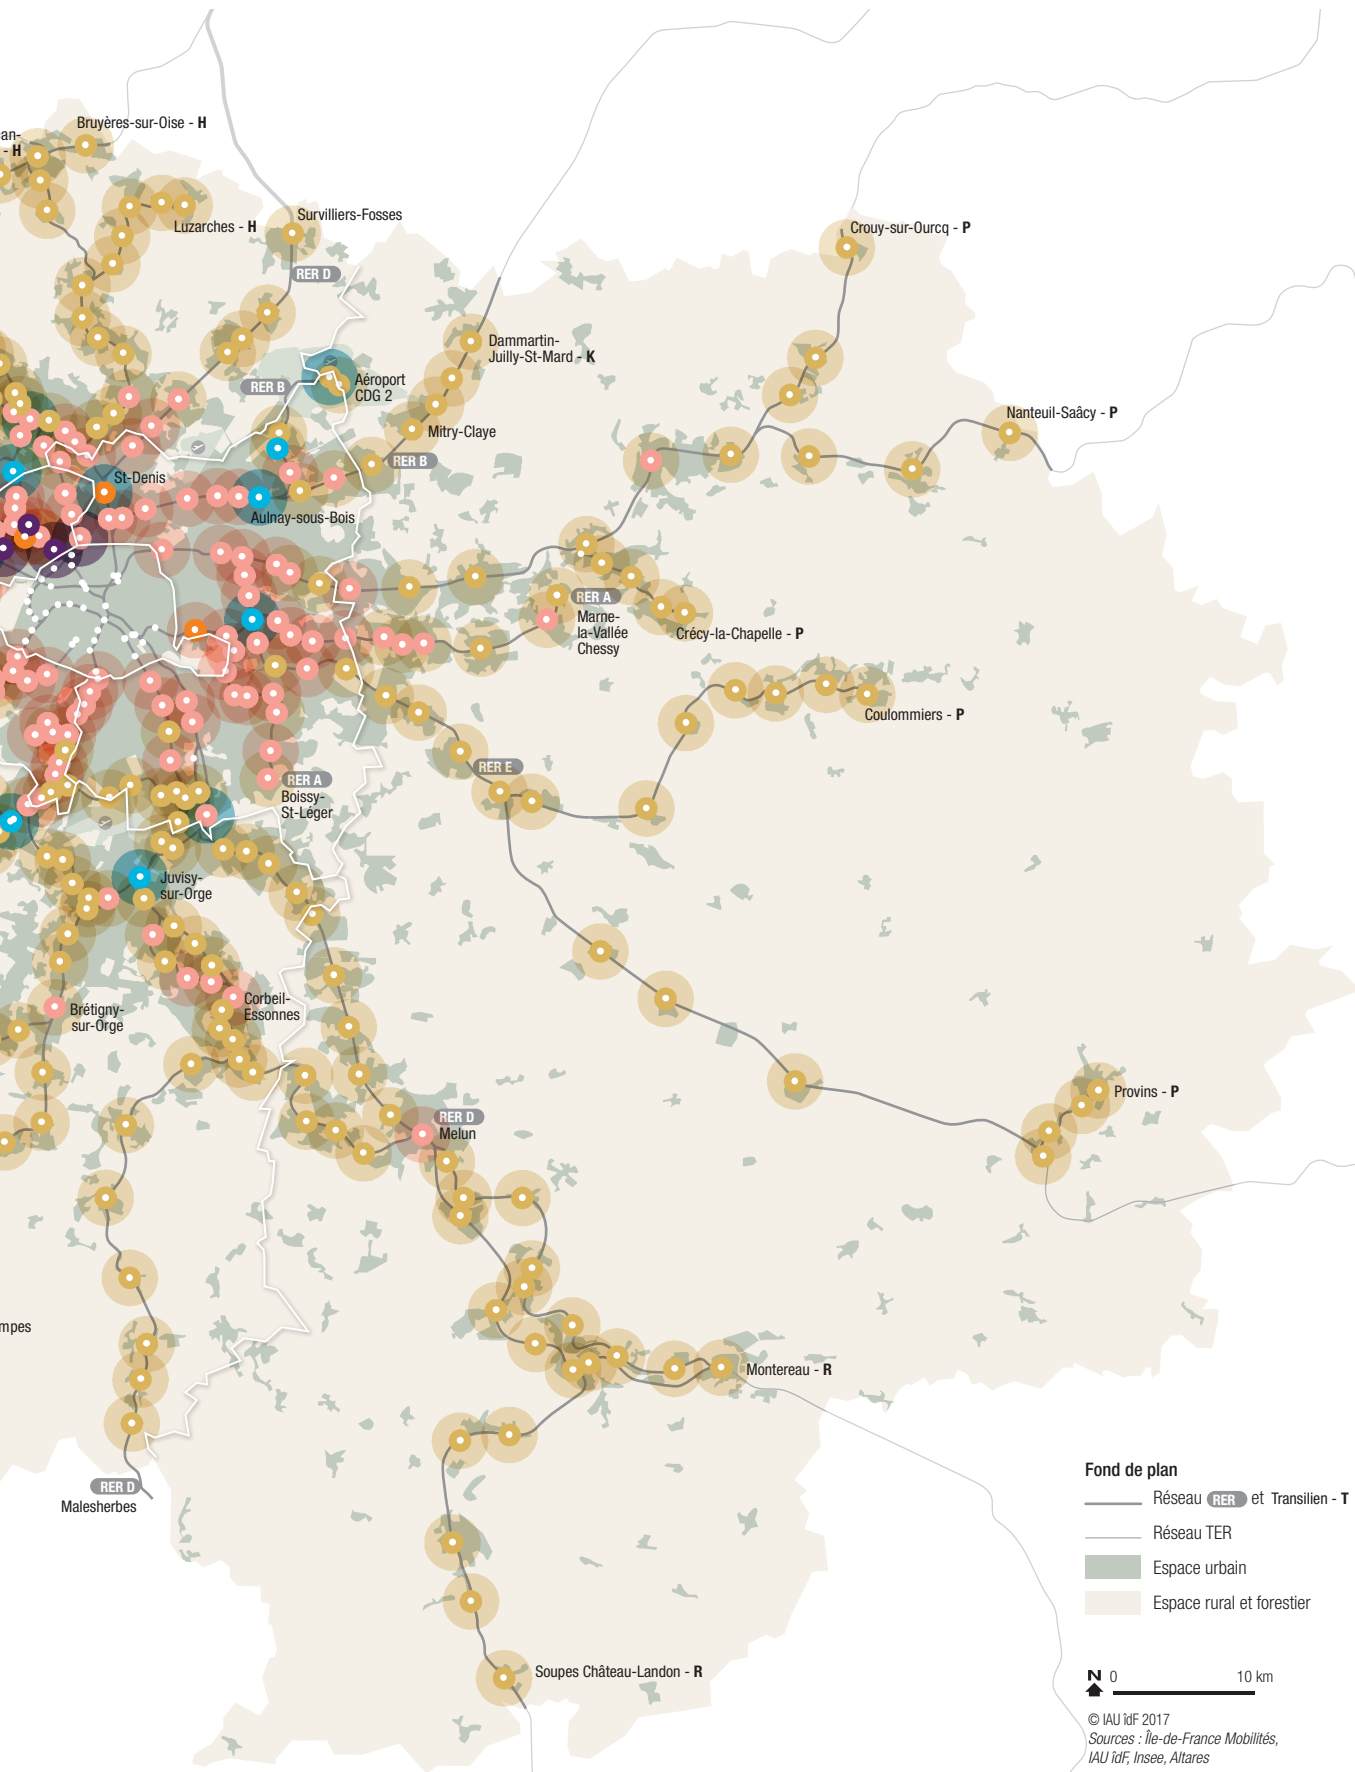 Bruyères-sur-Oise - H
an-
- H
Survilliers-Fosses
Luzarches - H
Crouy-sur-Ourcq - P
RER D
Dammartin-
Juilly-St-Mard - K
Aéroport
CDG 2
RER B
Nanteuil-Saâcy - P
Mitry-Claye
RER B
St-Denis
Aulnay-sous-Bois
RER A
Marne-
la-Vallée
Chessy
Crécy-la-Chapelle - P
Coulommiers - P
RER E
RER A
Boissy-
St-Léger
Juvisy-
sur-Orge
Corbeil-
Essonnes
Brétigny-
sur-Orge
Provins - P
RER D
Melun
mpes
Montereau - R
RER D
Malesherbes
Soupes Château-Landon - R
Fond de plan
Réseau RER et Transilien - T
Réseau TER
Espace urbain
Espace rural et forestier
N 0 10 km
© IAU îdF 2017
Sources : Île-de-France Mobilités,
IAU îdF, Insee, Altares